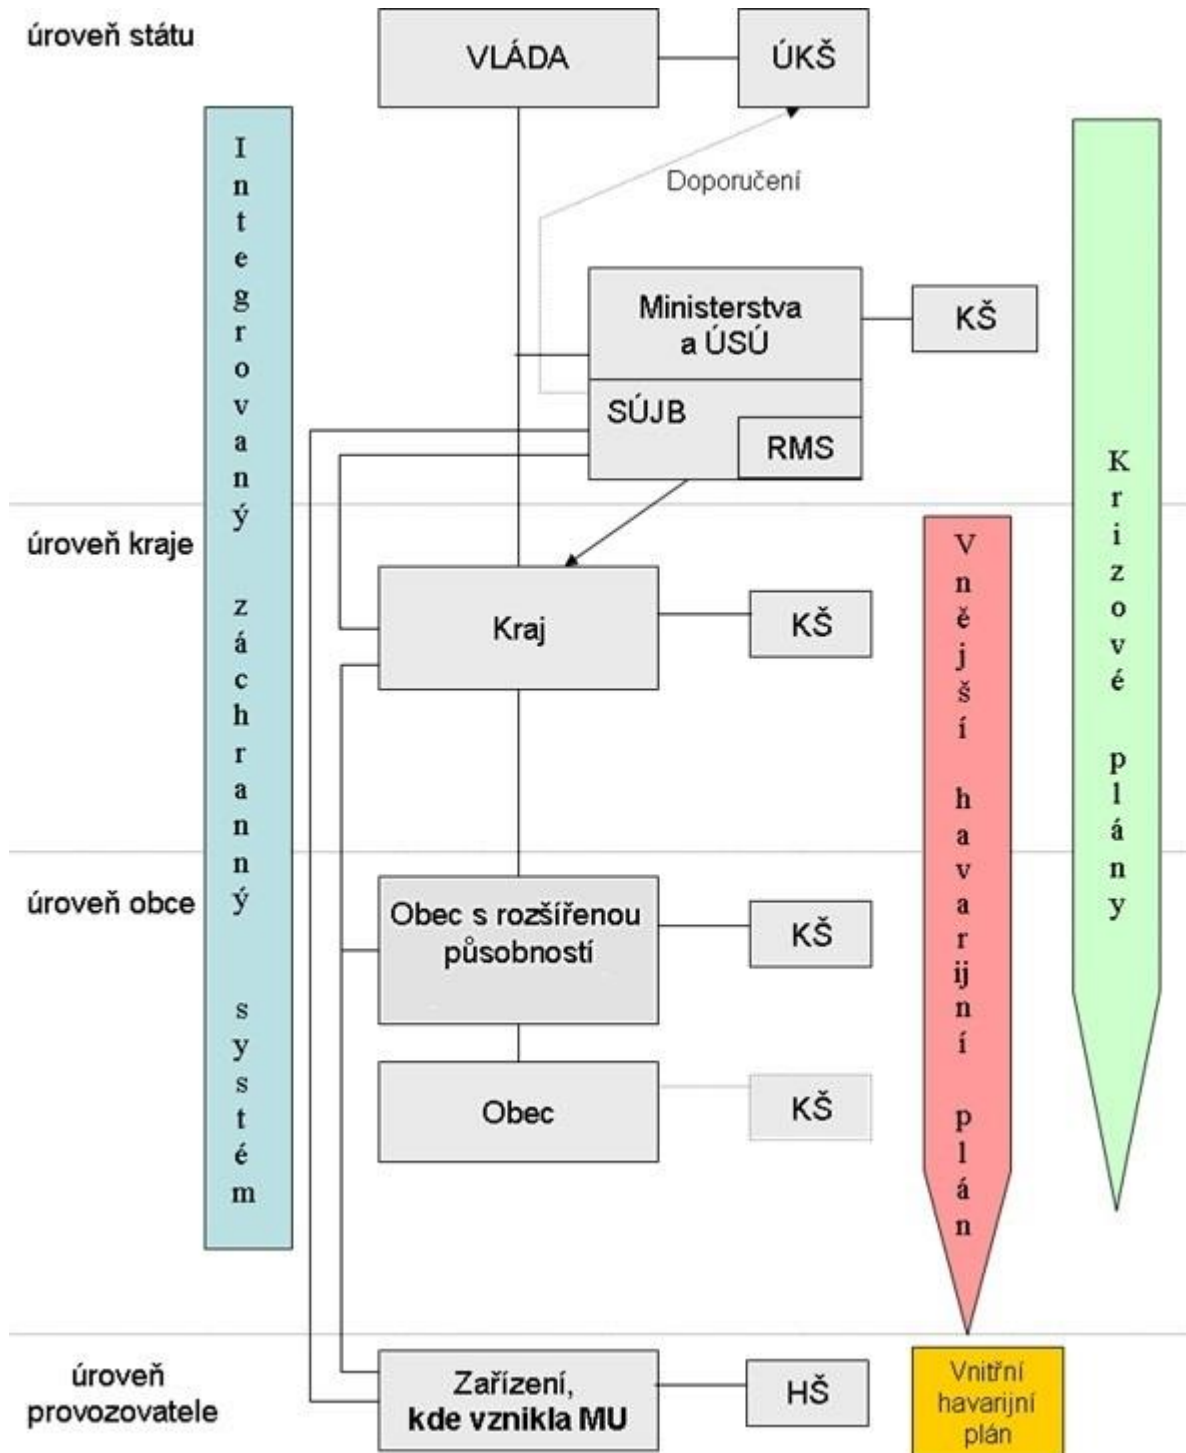 úroveň státu
VLÁDA
ÚKŠ
Doporučení
Ministerstva
a ÚSÚ
KŠ
SÚJB
RMS
úroveň kraje
Kraj
KŠ
úroveň obce
Obec s rozšířenou
působností
KŠ
Obec
KŠ
úroveň
provozovatele
Zařízení,
kde vznikla MU
HŠ
Integrovaný záchranný systém
Vnější havarijní plán
Krizové plány
Vnitřní
havarijní
plán